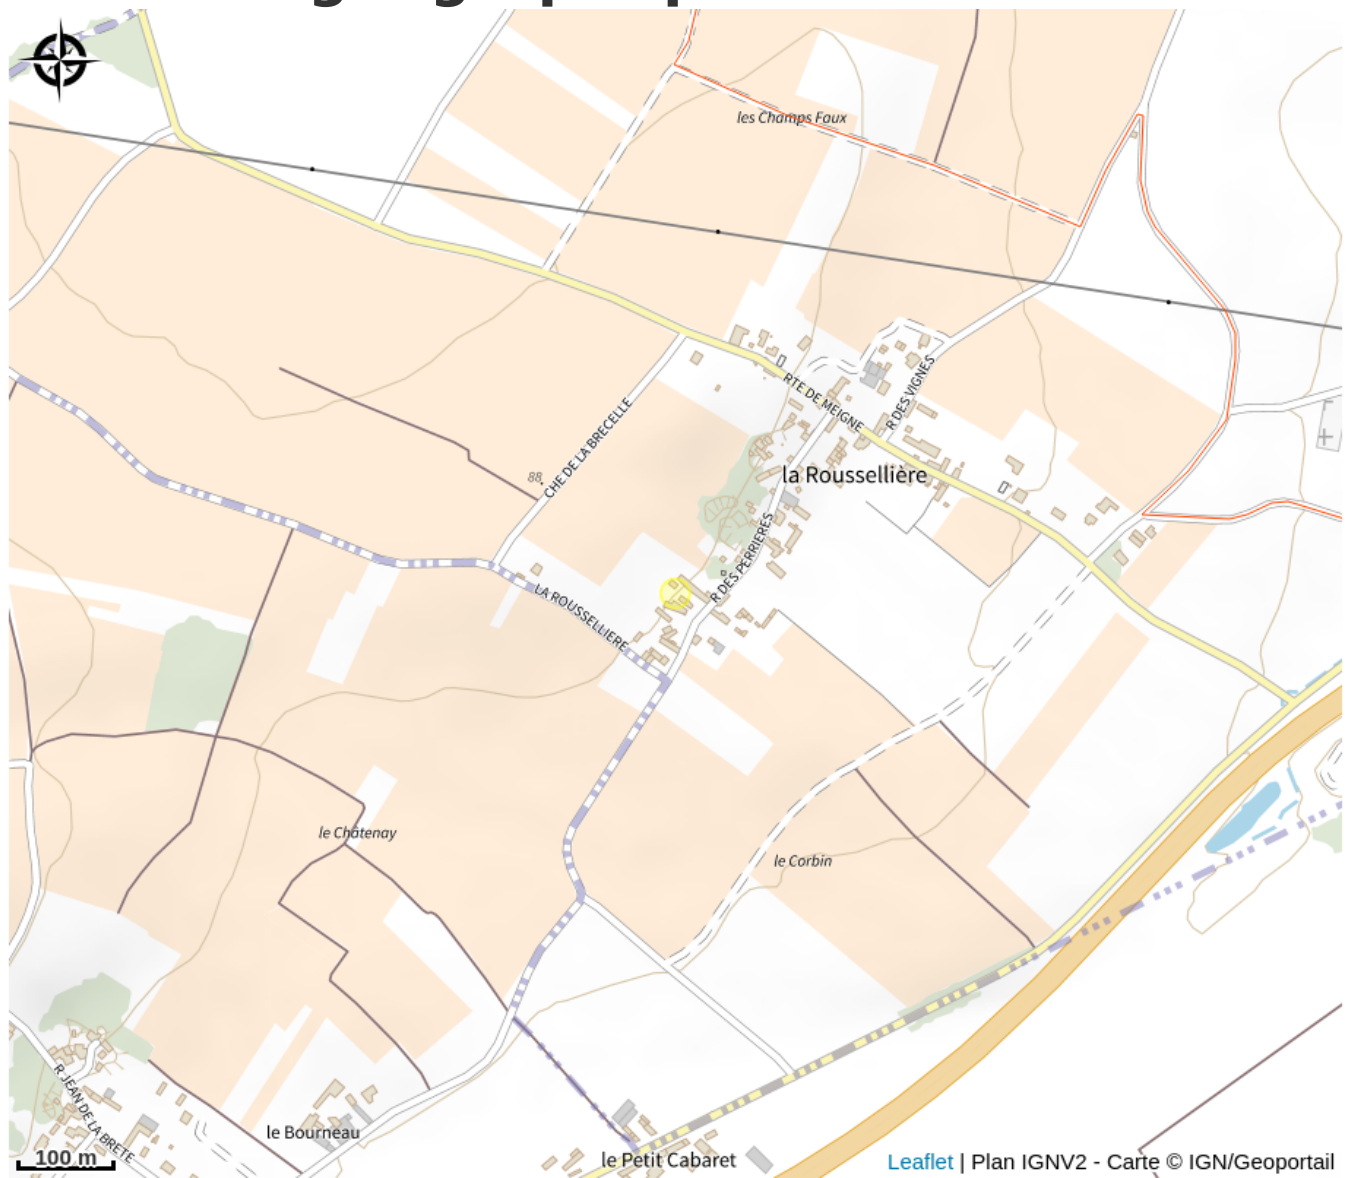 les Champs Faux
RTE DE MEIGNE
R DES VIGNES
CHE DE LA BRECELLE
88
la Roussellière
R DES PERRIERES
LA ROUSSELLIERE
le Châtenay
le Corbin
R JEAN DE LA BRETE
le Bourneau
le Petit Cabaret
100 m
Leaflet | Plan IGNV2 - Carte © IGN/Geoportail